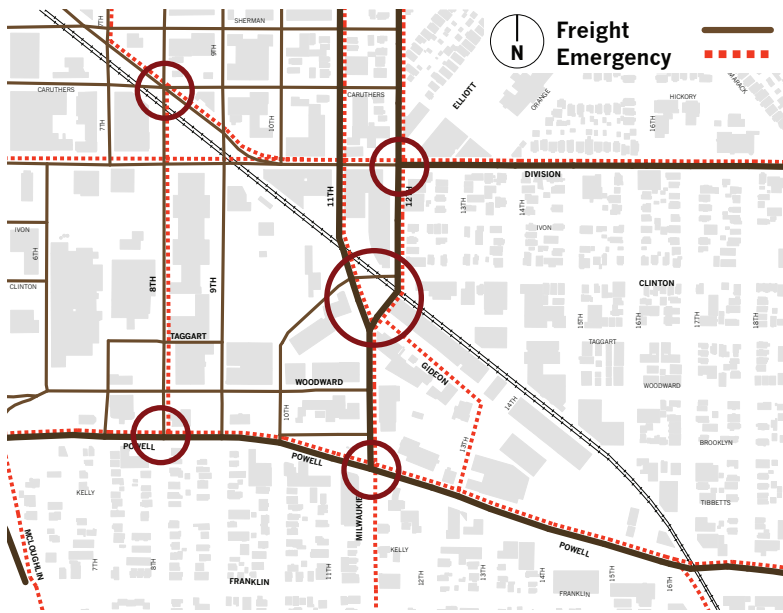 7TH
9TH
SHERMAN
N
Freight
Emergency
CARUTHERS
7TH
10TH
CARUTHERS
ELLIOTT
ORANGE
HICKORY
16TH
DIVISION
11TH
12TH
13TH
14TH
IVON
IVON
6TH
CLINTON
8TH
9TH
CLINTON
15TH
16TH
17TH
18TH
TAGGART
TAGGART
WOODWARD
GIDEON
WOODWARD
10TH
14TH
13TH
POWELL
POWELL
BROOKLYN
KELLY
MILWAUKIE
TIBBETTS
McLOUGHLIN
7TH
8TH
FRANKLIN
11TH
KELLY
12TH
13TH
POWELL
14TH
15TH
16TH
FRANKLIN